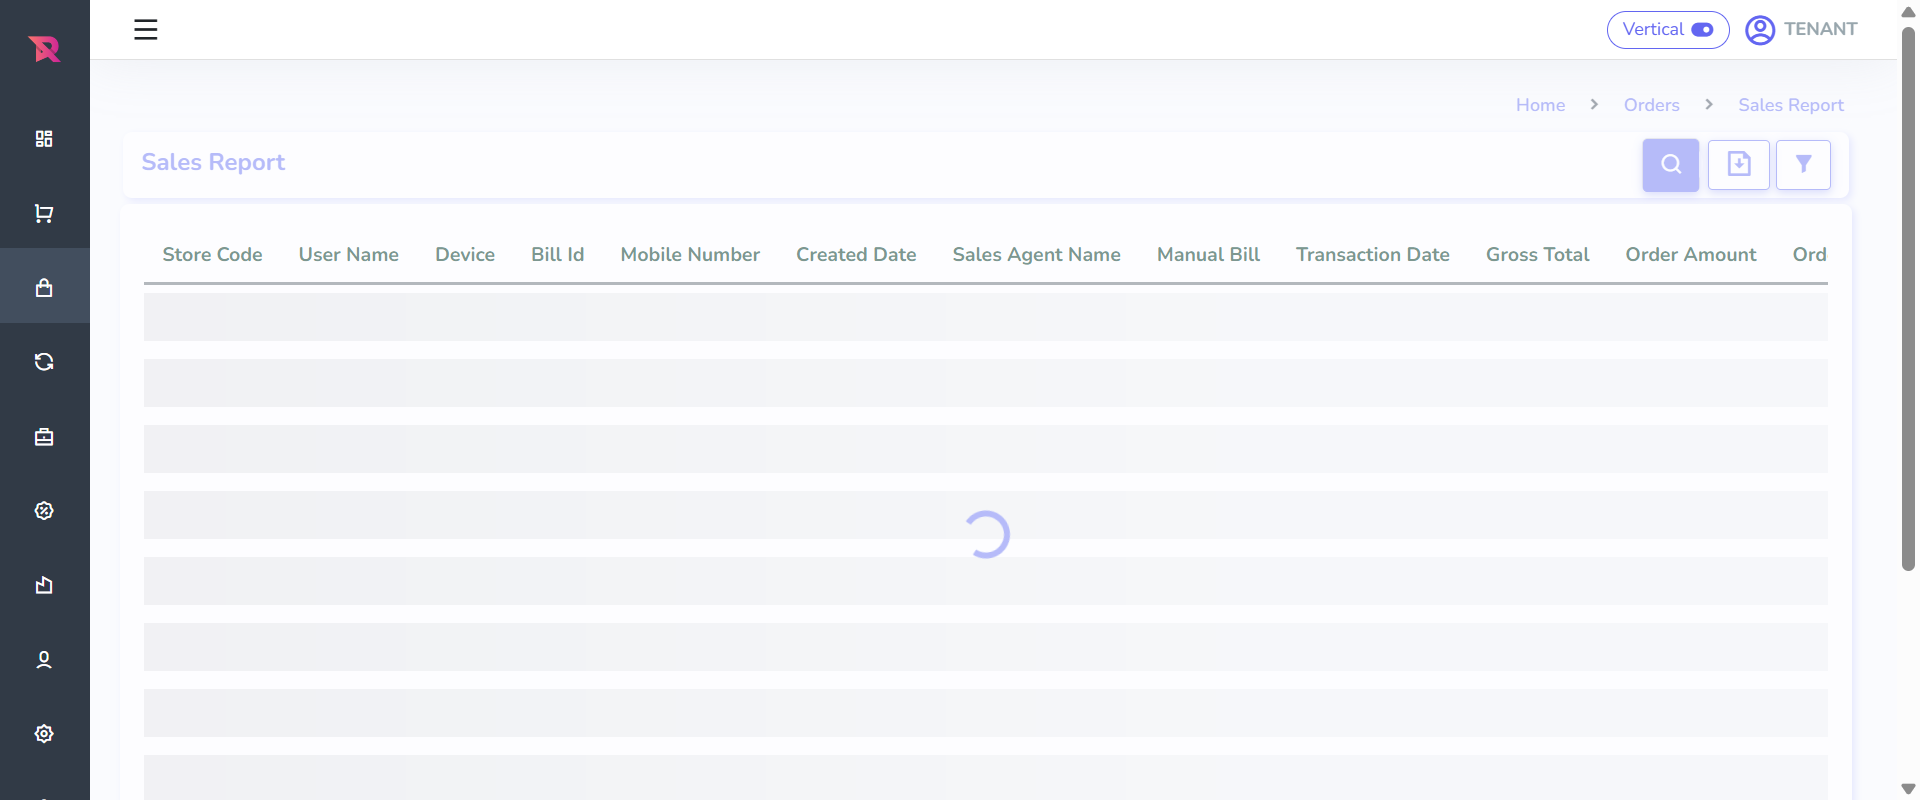 Vertical
TENANT
Home > Orders > Sales Report
Sales Report
Store Code User Name Device Bill Id Mobile Number Created Date Sales Agent Name Manual Bill Transaction Date Gross Total Order Amount Ord